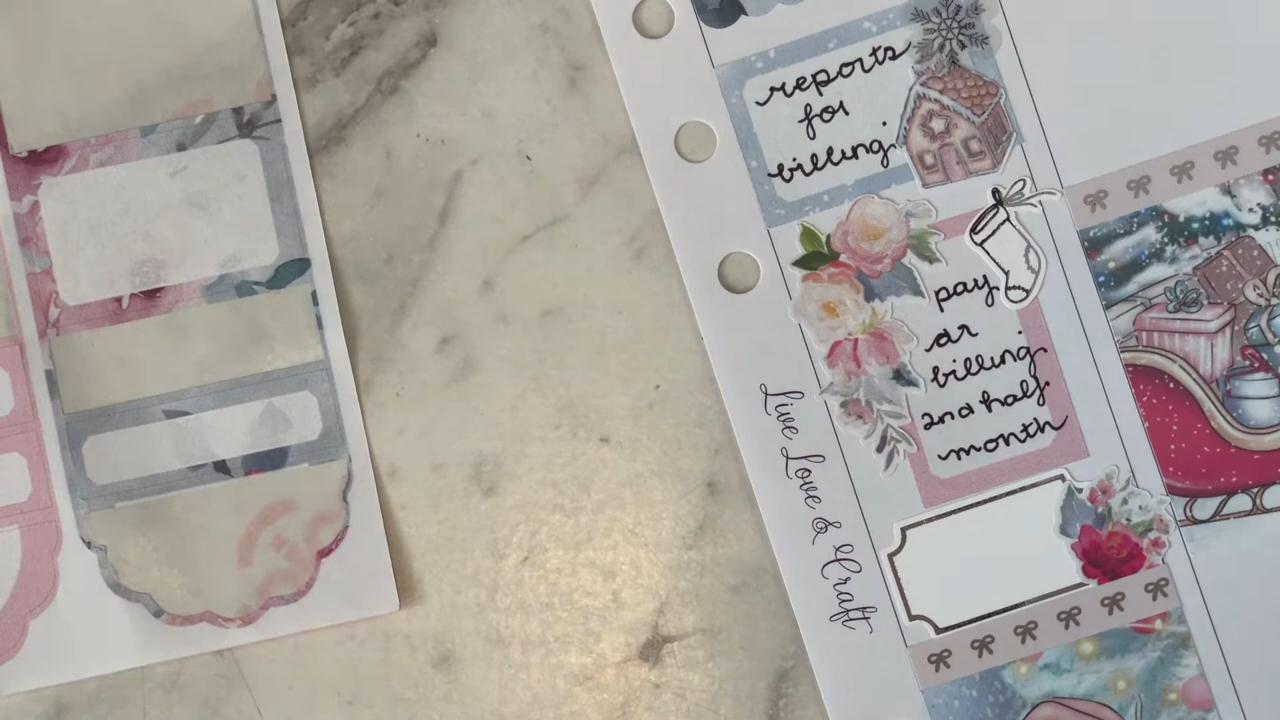 reports
for
billing
pay
ar
billing
2nd half
month
Live Love & Craft